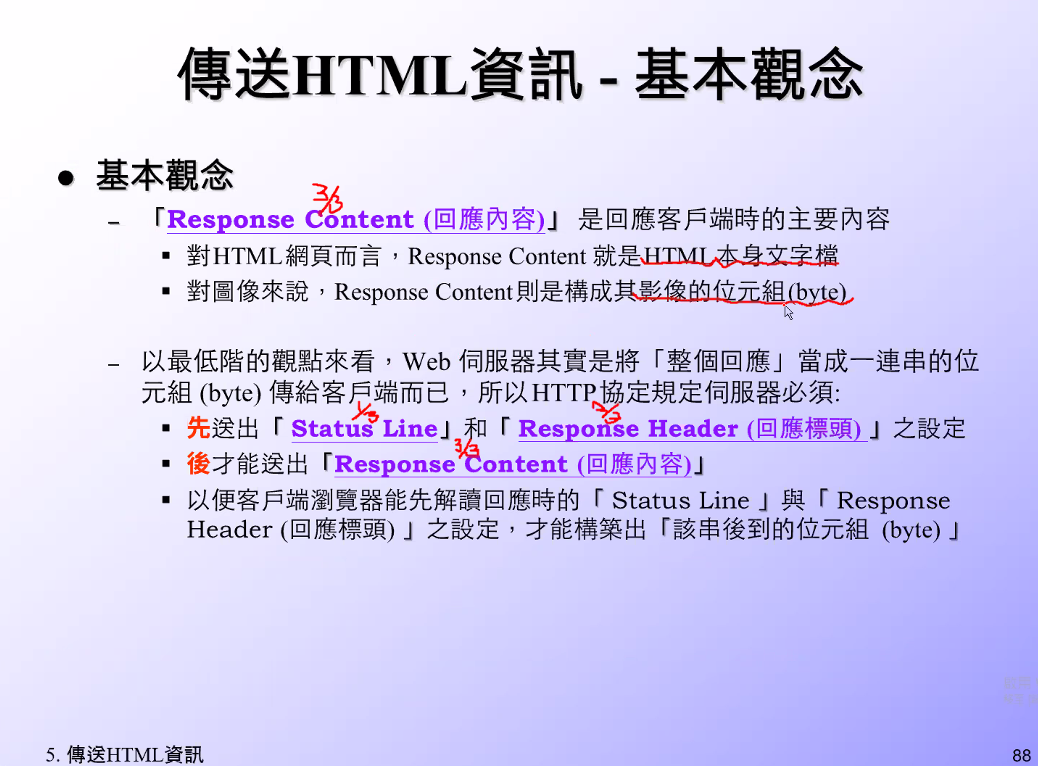 傳送HTML資訊 - 基本觀念
● 基本觀念
3/3
– 「Response Content (回應內容)」 是回應客戶端時的主要內容
▪ 對HTML網頁而言，Response Content 就是HTML本身文字檔
▪ 對圖像來說，Response Content則是構成其影像的位元組(byte)
– 以最低階的觀點來看，Web 伺服器其實是將「整個回應」當成一連串的位
元組 (byte) 傳給客戶端而已，所以HTTP協定規定伺服器必須:
1/3 2/3
▪ 先送出「 Status Line」和「 Response Header (回應標頭) 」之設定
3/3
▪ 後才能送出「Response Content (回應內容)」
▪ 以便客戶端瀏覽器能先解讀回應時的「 Status Line 」與「 Response
Header (回應標頭) 」之設定，才能構築出「該串後到的位元組 (byte) 」
5. 傳送HTML資訊
88